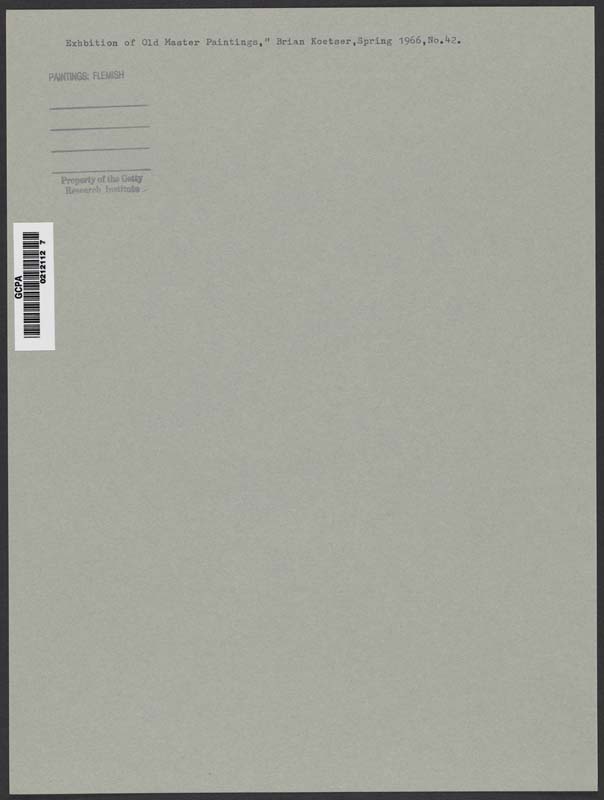 Exhbition of Old Master Paintings," Brian Koetser,Spring 1966,No.42.
PAINTINGS: FLEMISH
Property of the Getty
Research Institute
GCPA
0212112 7